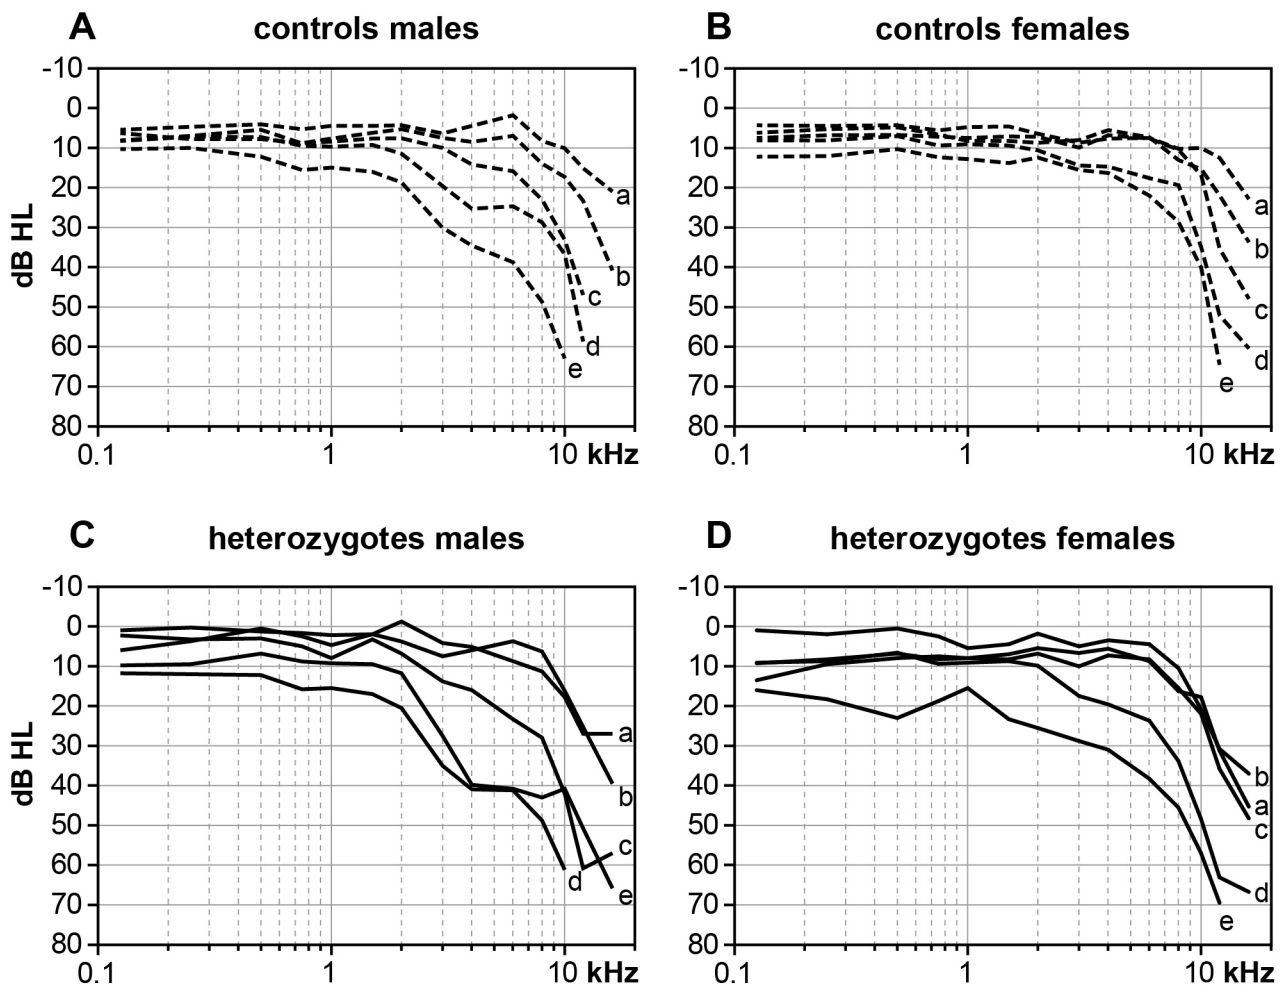 A controls males
-10
0
10
20
30
40
50
60
70
80
dB HL
a
b
c
d
e
0.1 1 10 kHz
B controls females
-10
0
10
20
30
40
50
60
70
80
a
b
c
d
e
0.1 1 10 kHz
C heterozygotes males
-10
0
10
20
30
40
50
60
70
80
dB HL
a
b
c
d
e
0.1 1 10 kHz
D heterozygotes females
-10
0
10
20
30
40
50
60
70
80
b
a
c
d
e
0.1 1 10 kHz